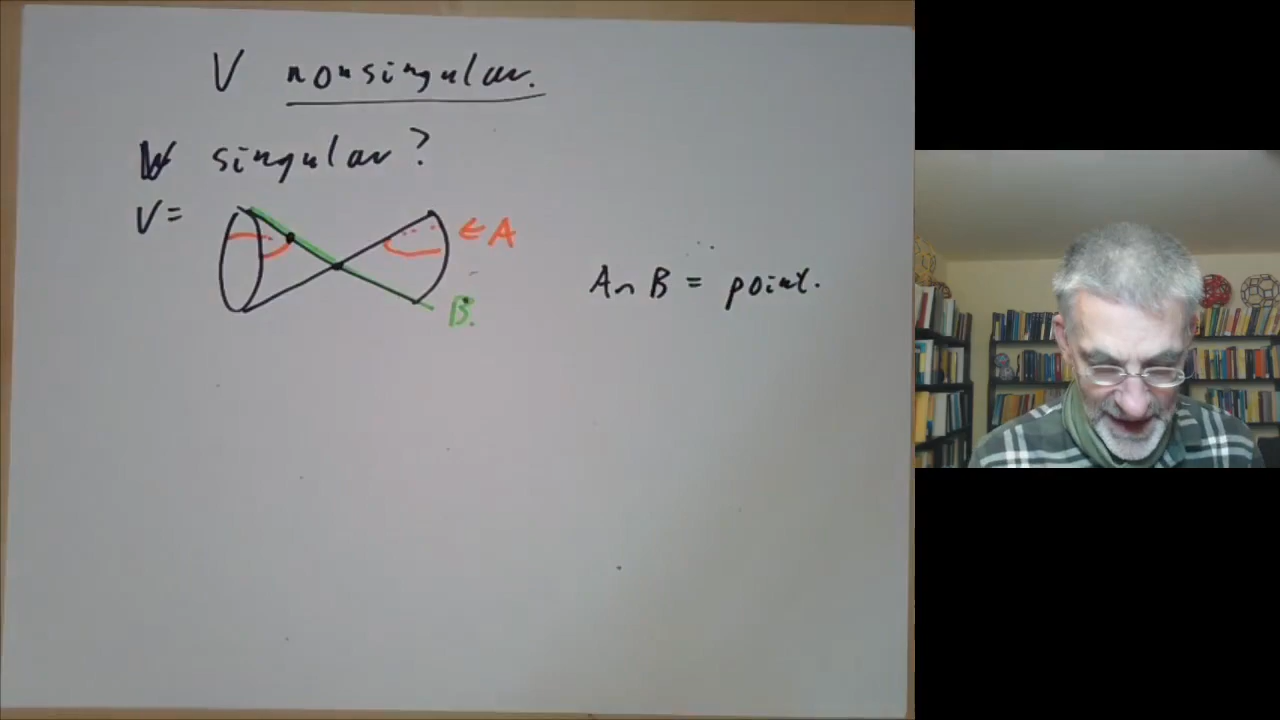 V nonsingular.
V singular?
V =
← A
A ∩ B = point.
B.